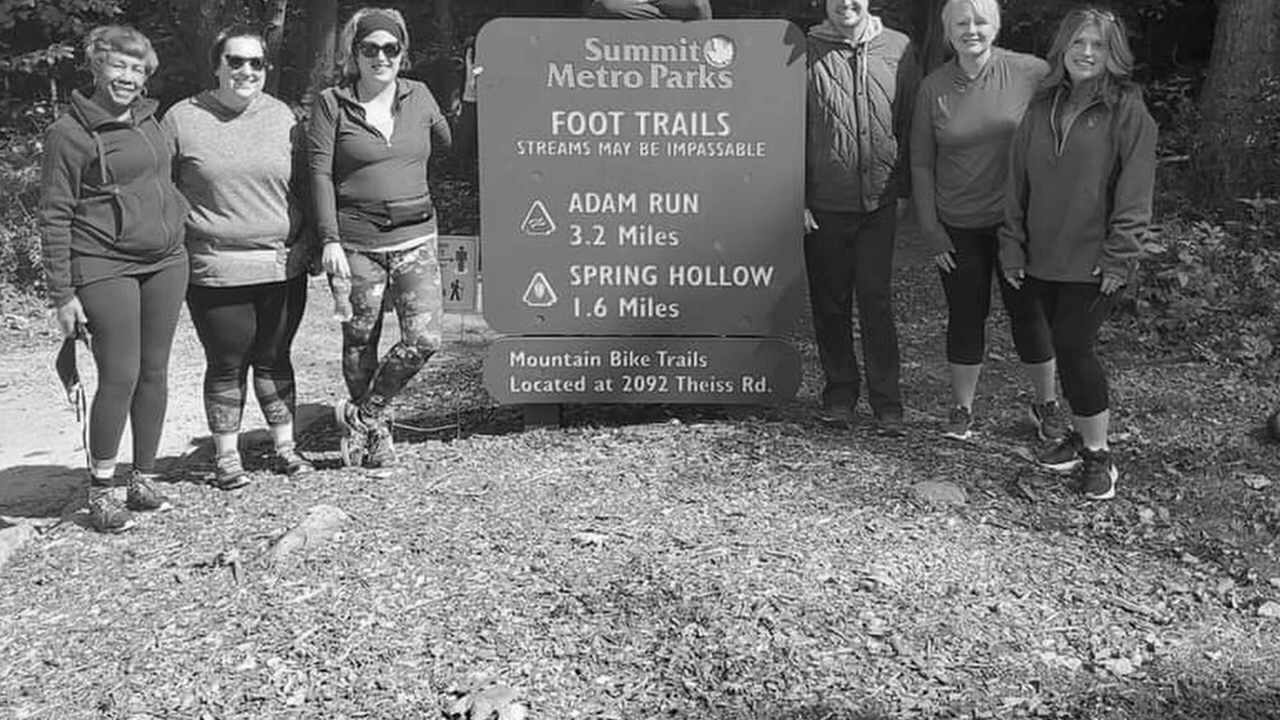 Summit
Metro Parks
FOOT TRAILS
STREAMS MAY BE IMPASSABLE
ADAM RUN
3.2 Miles
SPRING HOLLOW
1.6 Miles
Mountain Bike Trails
Located at 2092 Theiss Rd.